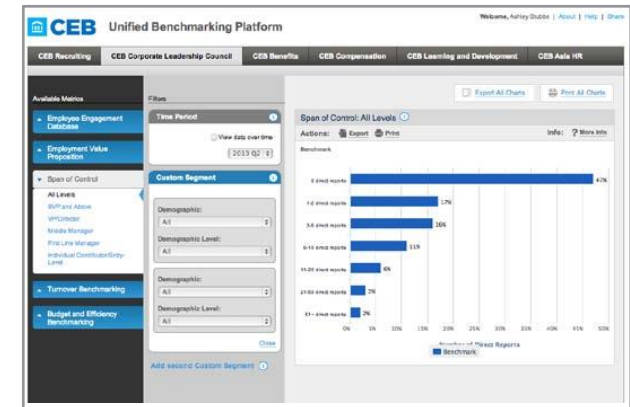 CEB Unified Benchmarking Platform
Welcome, Ashley Dubbe | About | Help | Share
CEB Recruiting
CEB Corporate Leadership Council
CEB Benefits
CEB Compensation
CEB Learning and Development
CEB Asia HR
Export All Charts
Print All Charts
Available Metrics
Employee Engagement
Database
Employment Value
Proposition
Span of Control
All Levels
SVP and Above
VP/Director
Middle Manager
First Line Manager
Individual Contributor/Entry-
Level
Turnover Benchmarking
Budget and Efficiency
Benchmarking
Filters
Time Period
View data over time
2013 Q2
Custom Segment
Demographic:
All
Demographic Level:
All
Demographic:
All
Demographic Level:
All
Close
Add second Custom Segment
Span of Control: All Levels
Actions: Export Print
Info: ? More Info
Benchmark
0 direct reports 47%
1-2 direct reports 17%
3-5 direct reports
6-10 direct reports 11%
11-20 direct reports 6%
21-50 direct reports
51+ direct reports 2%
0% 5% 10% 15% 20% 25% 30% 35% 40% 45% 50%
Number of Direct Reports
Benchmark